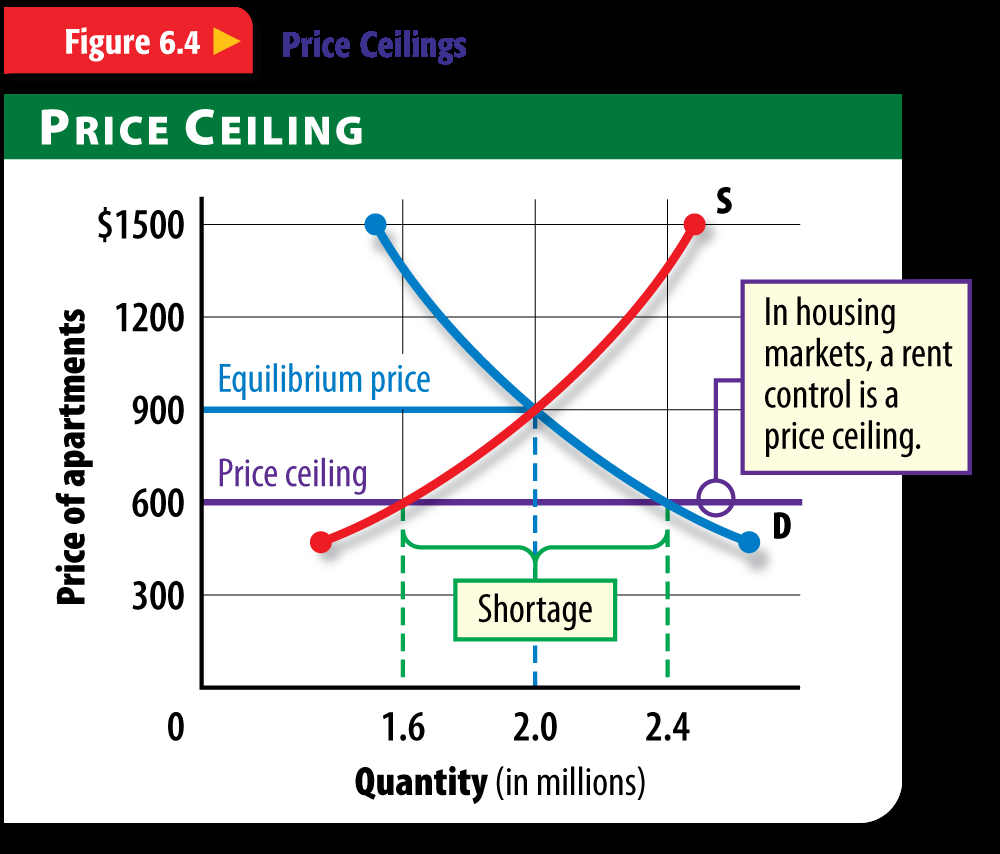 Figure 6.4 ►
Price Ceilings
PRICE CEILING
Price of apartments
$1500
1200
900
600
300
0
Equilibrium price
Price ceiling
S
D
In housing
markets, a rent
control is a
price ceiling.
Shortage
1.6
2.0
2.4
Quantity (in millions)